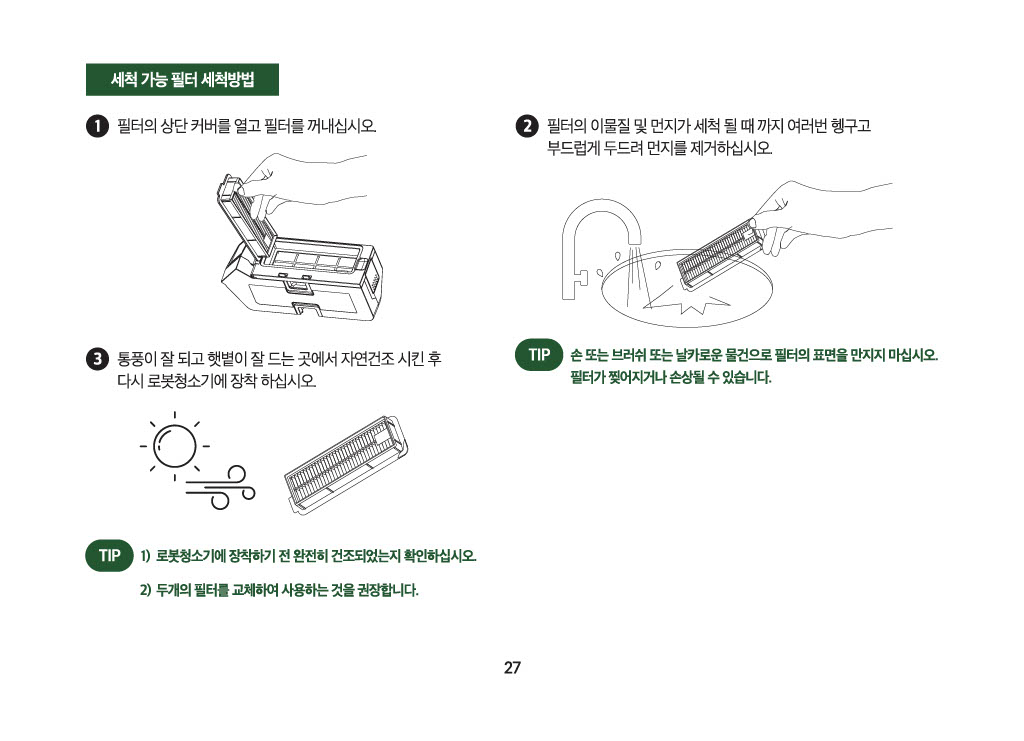 세척 가능 필터 세척방법
1 필터의 상단 커버를 열고 필터를 꺼내십시오.
2 필터의 이물질 및 먼지가 세척 될 때 까지 여러번 헹구고
부드럽게 두드려 먼지를 제거하십시오.
TIP 손 또는 브러쉬 또는 날카로운 물건으로 필터의 표면을 만지지 마십시오.
필터가 찢어지거나 손상될 수 있습니다.
3 통풍이 잘 되고 햇볕이 잘 드는 곳에서 자연건조 시킨 후
다시 로봇청소기에 장착 하십시오.
TIP 1) 로봇청소기에 장착하기 전 완전히 건조되었는지 확인하십시오.
2) 두개의 필터를 교체하여 사용하는 것을 권장합니다.
27